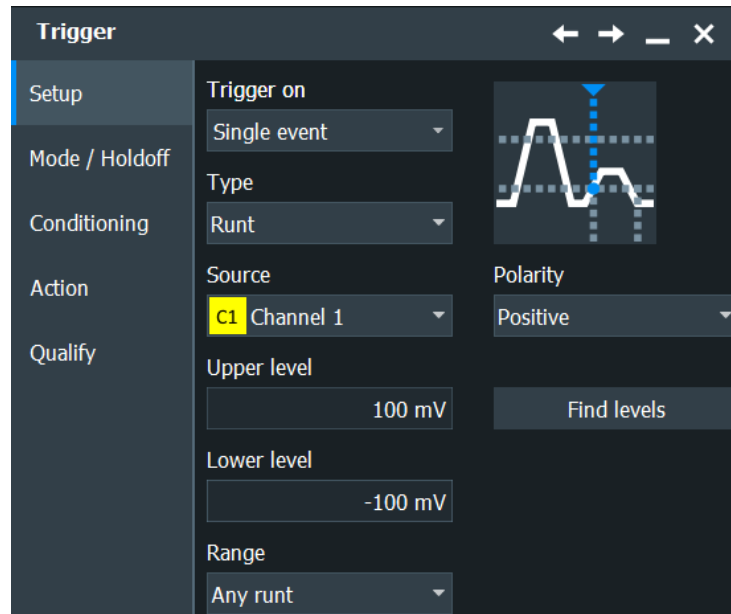 Trigger
Setup
Mode / Holdoff
Conditioning
Action
Qualify
Trigger on
Single event
Type
Runt
Source
C1 Channel 1
Polarity
Positive
Upper level
100 mV
Find levels
Lower level
-100 mV
Range
Any runt